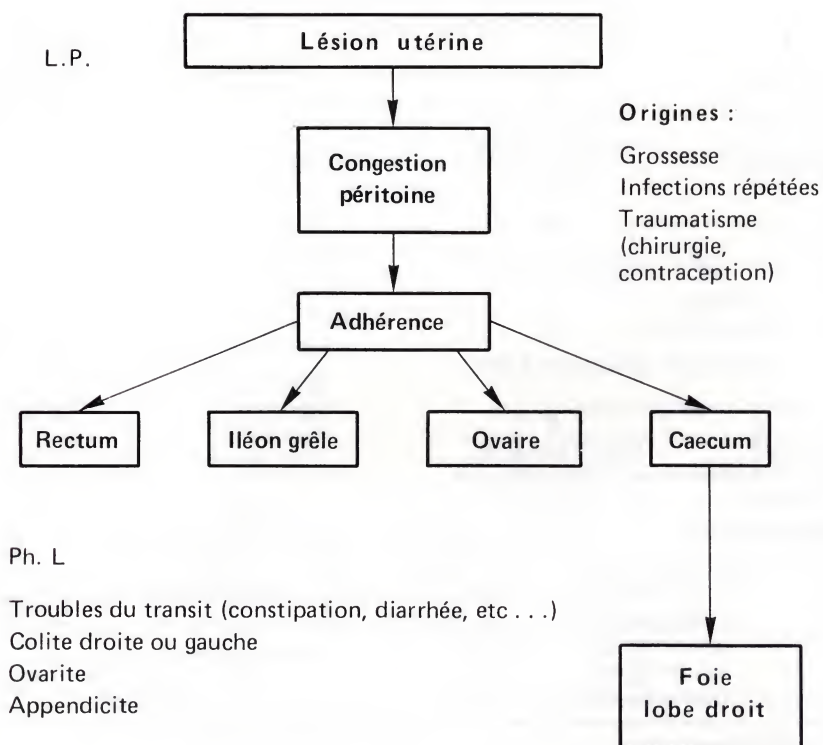 L.P.
Lésion utérine
Congestion
péritoine
Origines :
Grossesse
Infections répétées
Traumatisme
(chirurgie,
contraception)
Adhérence
Rectum
Iléon grêle
Ovaire
Caecum
Ph. L
Troubles du transit (constipation, diarrhée, etc . . .)
Colite droite ou gauche
Ovarite
Appendicite
Foie
lobe droit